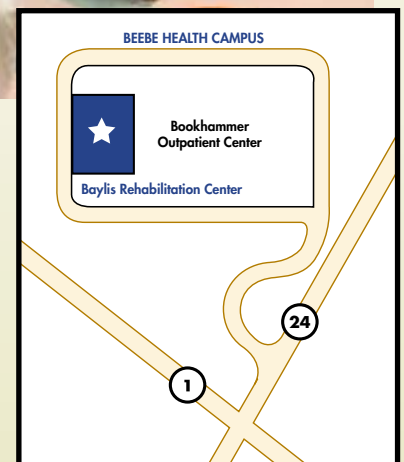 BEEBE HEALTH CAMPUS
Bookhammer
Outpatient Center
Baylis Rehabilitation Center
24
1